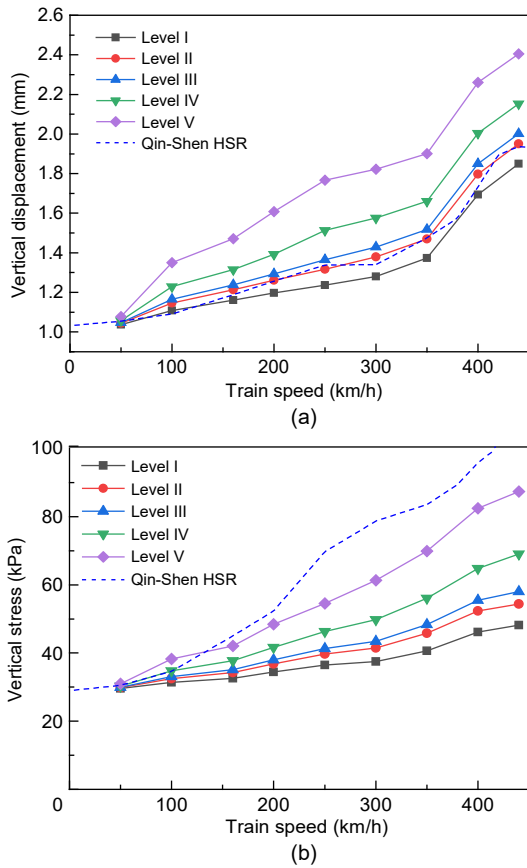 2.6
2.4
2.2
2.0
1.8
1.6
1.4
1.2
1.0
Vertical displacement (mm)
Level I
Level II
Level III
Level IV
Level V
Qin-Shen HSR
0 100 200 300 400
Train speed (km/h)
(a)
100
80
60
40
20
0
Vertical stress (kPa)
Level I
Level II
Level III
Level IV
Level V
Qin-Shen HSR
100 200 300 400
Train speed (km/h)
(b)